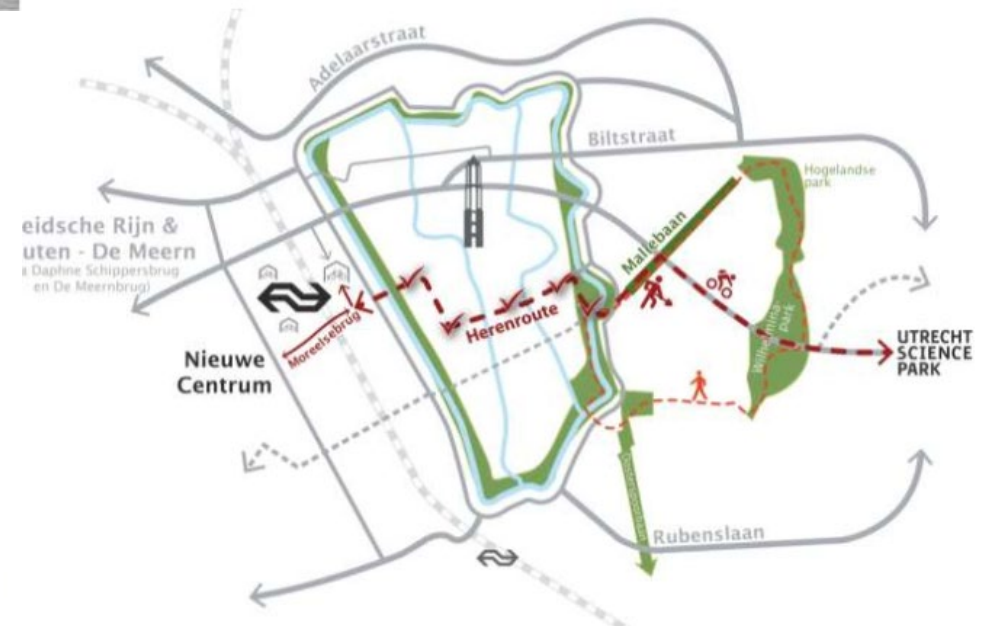 Adelaarstraat
Biltstraat
Hogelandse
park
eidsche Rijn &
uten - De Meern
Daphne Schippersbrug
en De Meernbrug)
Mallebaan
Herenroute
Moreelsebrug
Wilhelmina-
park
UTRECHT
SCIENCE
PARK
Nieuwe
Centrum
Rubenslaan